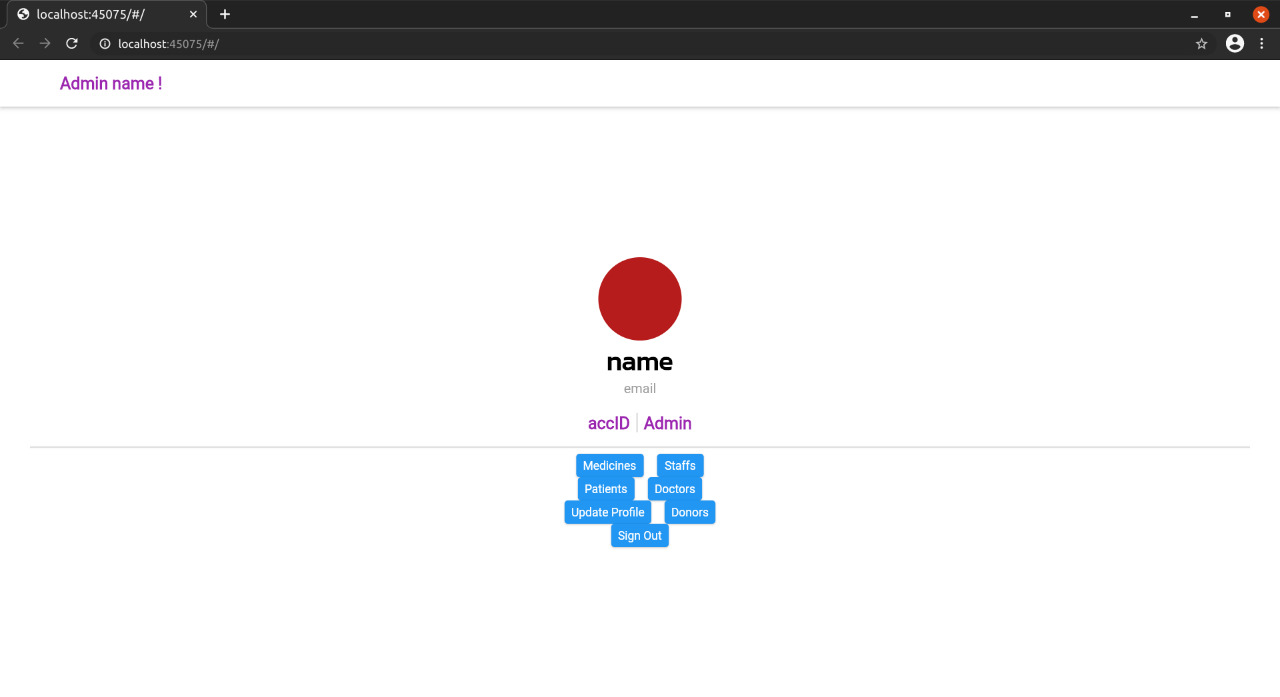 localhost:45075/#/
localhost:45075/#/
Admin name !
name
email
accID Admin
Medicines Staffs
Patients Doctors
Update Profile Donors
Sign Out